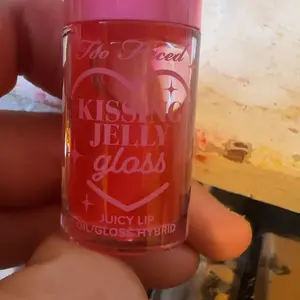 Too Faced
KISSING
JELLY
gloss
JUICY LIP
OIL/GLOSS HYBRID